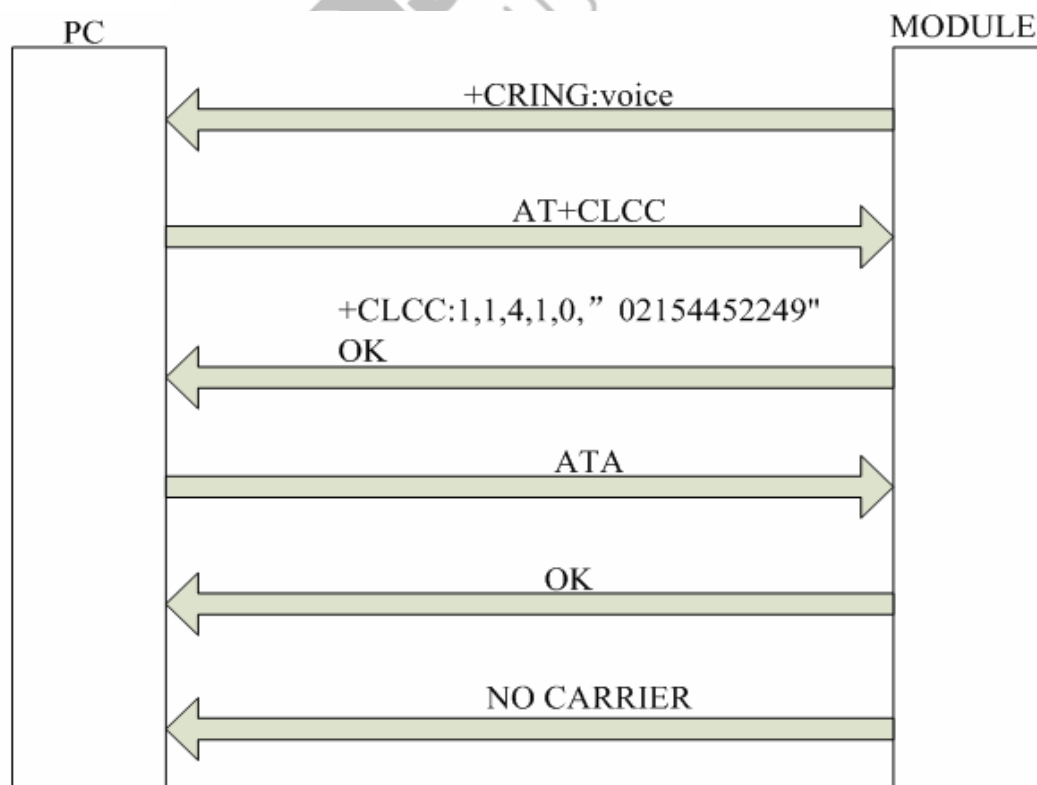 PC
MODULE
+CRING:voice
AT+CLCC
+CLCC:1,1,4,1,0,” 02154452249"
OK
ATA
OK
NO CARRIER